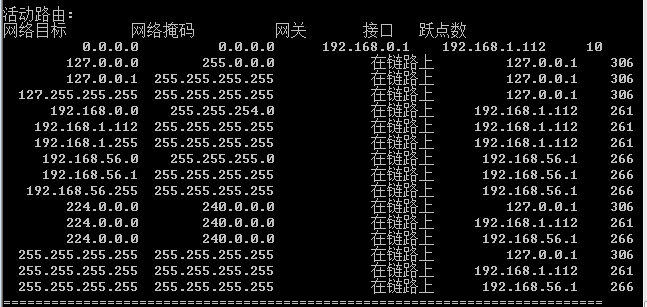 活动路由:
网络目标 网络掩码 网关 接口 跃点数
0.0.0.0 0.0.0.0 192.168.0.1 192.168.1.112 10
127.0.0.0 255.0.0.0 在链路上 127.0.0.1 306
127.0.0.1 255.255.255.255 在链路上 127.0.0.1 306
127.255.255.255 255.255.255.255 在链路上 127.0.0.1 306
192.168.0.0 255.255.254.0 在链路上 192.168.1.112 261
192.168.1.112 255.255.255.255 在链路上 192.168.1.112 261
192.168.1.255 255.255.255.255 在链路上 192.168.1.112 261
192.168.56.0 255.255.255.0 在链路上 192.168.56.1 266
192.168.56.1 255.255.255.255 在链路上 192.168.56.1 266
192.168.56.255 255.255.255.255 在链路上 192.168.56.1 266
224.0.0.0 240.0.0.0 在链路上 127.0.0.1 306
224.0.0.0 240.0.0.0 在链路上 192.168.1.112 261
224.0.0.0 240.0.0.0 在链路上 192.168.56.1 266
255.255.255.255 255.255.255.255 在链路上 127.0.0.1 306
255.255.255.255 255.255.255.255 在链路上 192.168.1.112 261
255.255.255.255 255.255.255.255 在链路上 192.168.56.1 266
===========================================================================